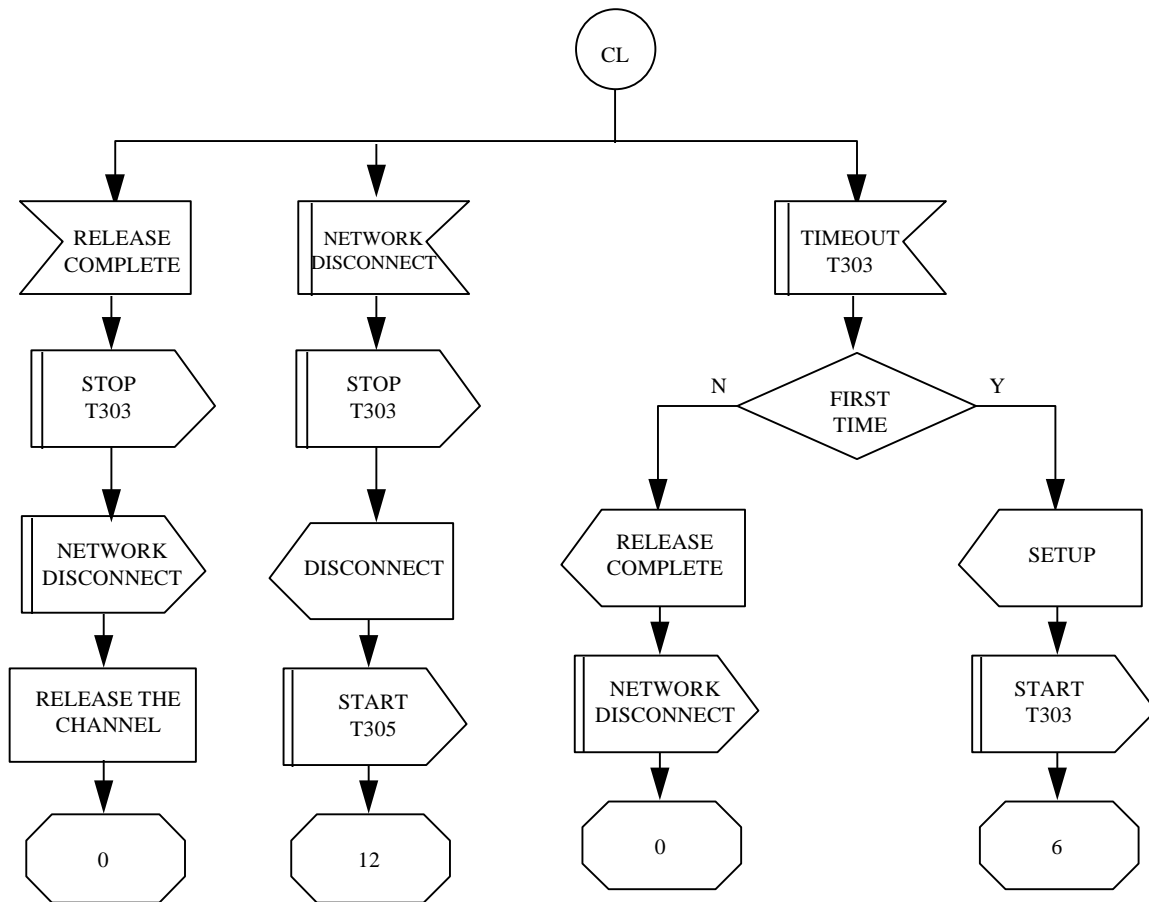 CL
RELEASE
COMPLETE
NETWORK
DISCONNECT
TIMEOUT
T303
STOP
T303
STOP
T303
N
FIRST
TIME
Y
NETWORK
DISCONNECT
DISCONNECT
RELEASE
COMPLETE
SETUP
RELEASE THE
CHANNEL
START
T305
NETWORK
DISCONNECT
START
T303
0
12
0
6